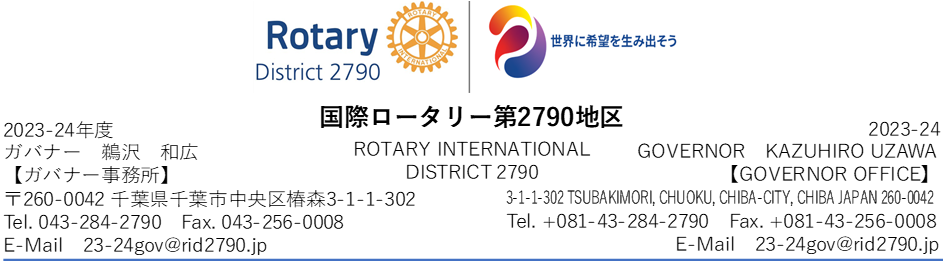 Rotary
District 2790
ROTARY
INTERNATIONAL
世界に希望を生み出そう
国際ロータリー第2790地区
ROTARY INTERNATIONAL
DISTRICT 2790
2023-24年度
ガバナー　鵜沢　和広
【ガバナー事務所】
〒260-0042 千葉県千葉市中央区椿森3-1-1-302
Tel. 043-284-2790　Fax. 043-256-0008
E-Mail　23-24gov@rid2790.jp
2023-24
GOVERNOR　KAZUHIRO UZAWA
【GOVERNOR OFFICE】
3-1-1-302 TSUBAKIMORI, CHUOKU, CHIBA-CITY, CHIBA JAPAN 260-0042
Tel. +081-43-284-2790　Fax. +081-43-256-0008
E-Mail　23-24gov@rid2790.jp